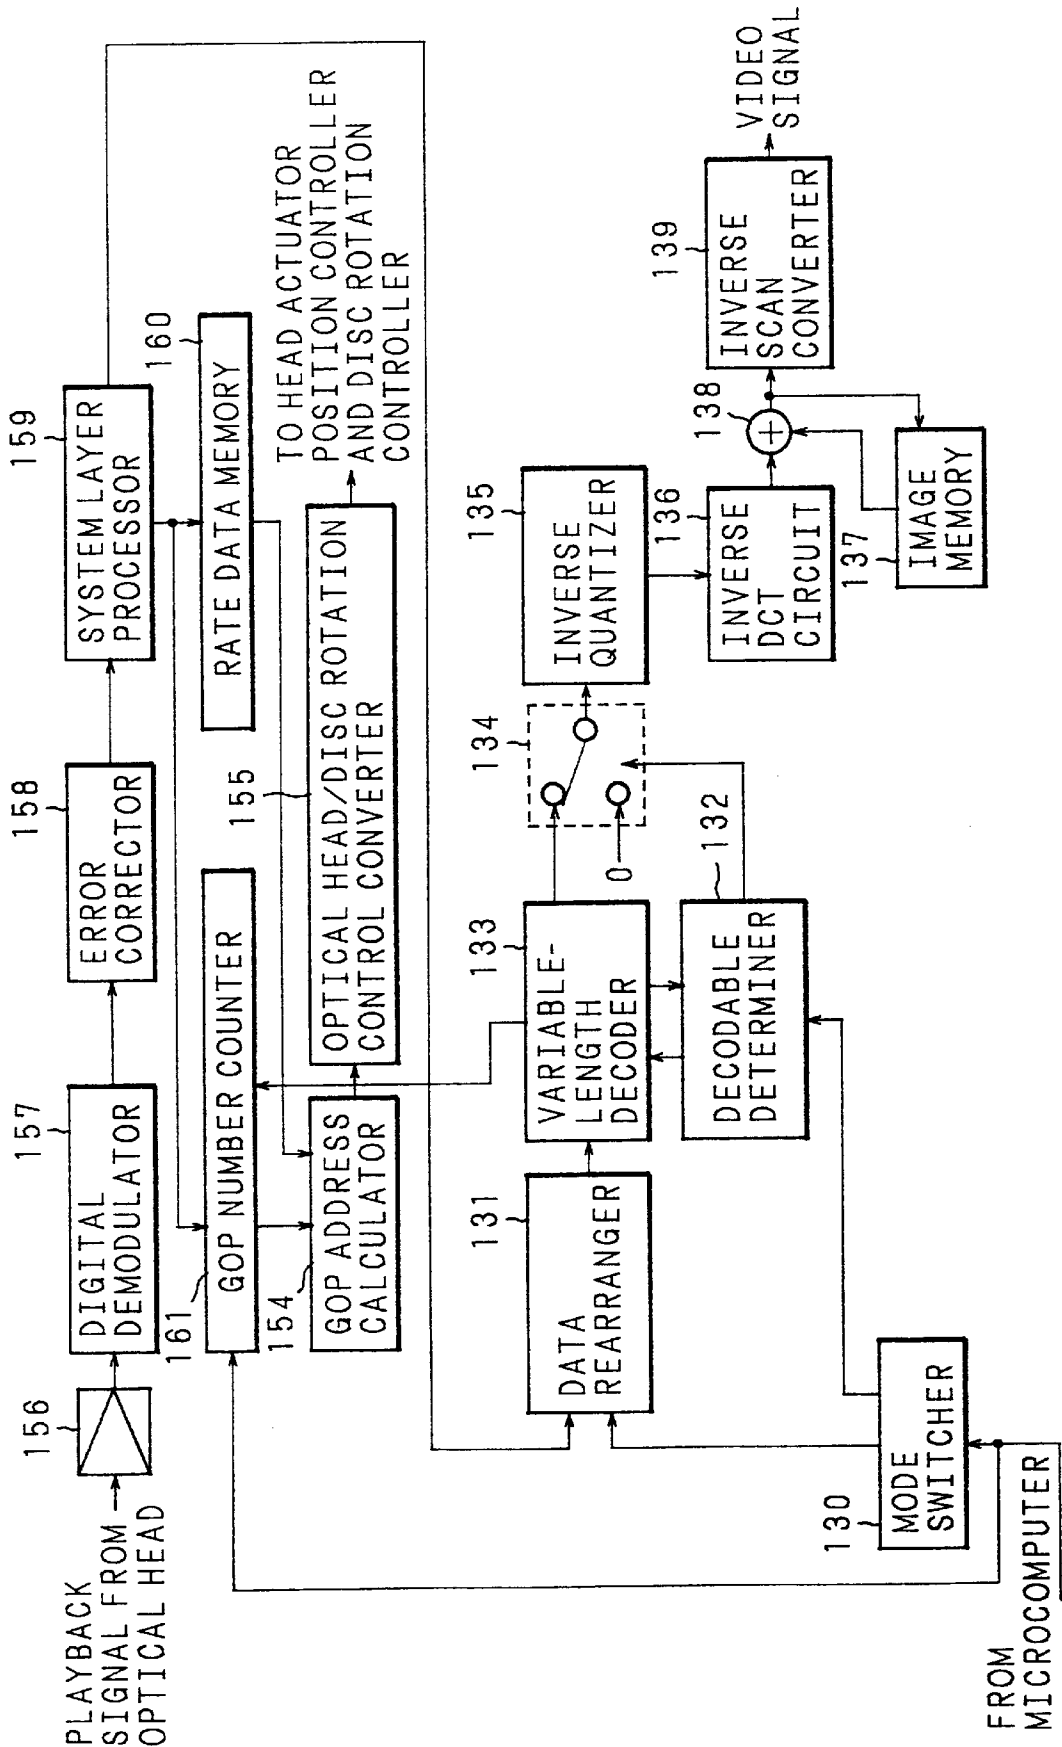 PLAYBACK
SIGNAL FROM
OPTICAL HEAD
156
157
DIGITAL
DEMODULATOR
158
ERROR
CORRECTOR
159
SYSTEM LAYER
PROCESSOR
161
GOP NUMBER COUNTER
160
RATE DATA MEMORY
154
GOP ADDRESS
CALCULATOR
155
OPTICAL HEAD/DISC ROTATION
CONTROL CONVERTER
TO HEAD ACTUATOR
POSITION CONTROLLER
AND DISC ROTATION
CONTROLLER
131
DATA
REARRANGER
133
VARIABLE-
LENGTH
DECODER
134
0
135
INVERSE
QUANTIZER
132
DECODABLE
DETERMINER
136
INVERSE
DCT
CIRCUIT
138
139
INVERSE
SCAN
CONVERTER
VIDEO
SIGNAL
137
IMAGE
MEMORY
130
MODE
SWITCHER
FROM
MICROCOMPUTER